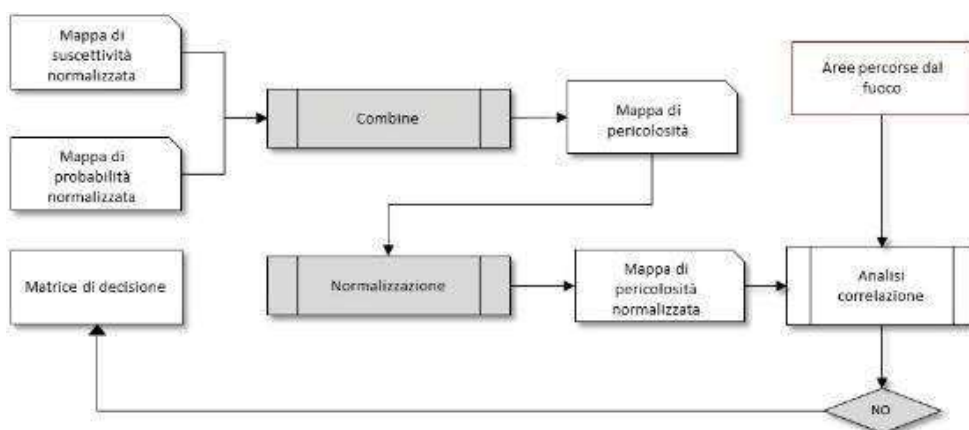 Mappa di
suscettività
normalizzata
Mappa di
probabilità
normalizzata
Combine
Mappa di
pericolosità
Aree percorse dal
fuoco
Matrice di decisione
Normalizzazione
Mappa di
pericolosità
normalizzata
Analisi
correlazione
NO